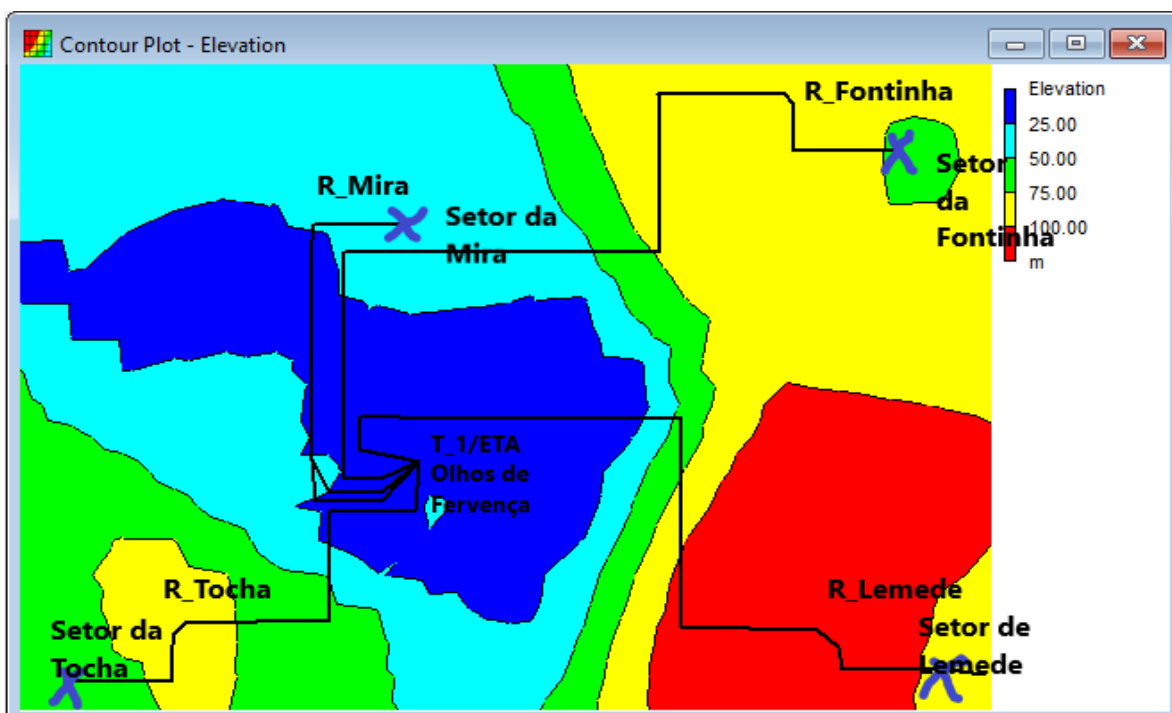 Contour Plot - Elevation
R_Fontinha
Elevation
25.00
50.00
75.00
100.00
m
Setor
da
Fontinha
R_Mira
Setor da
Mira
T_1/ETA
Olhos de
Fervença
R_Tocha
Setor da
Tocha
R_Lemede
Setor de
Lemede